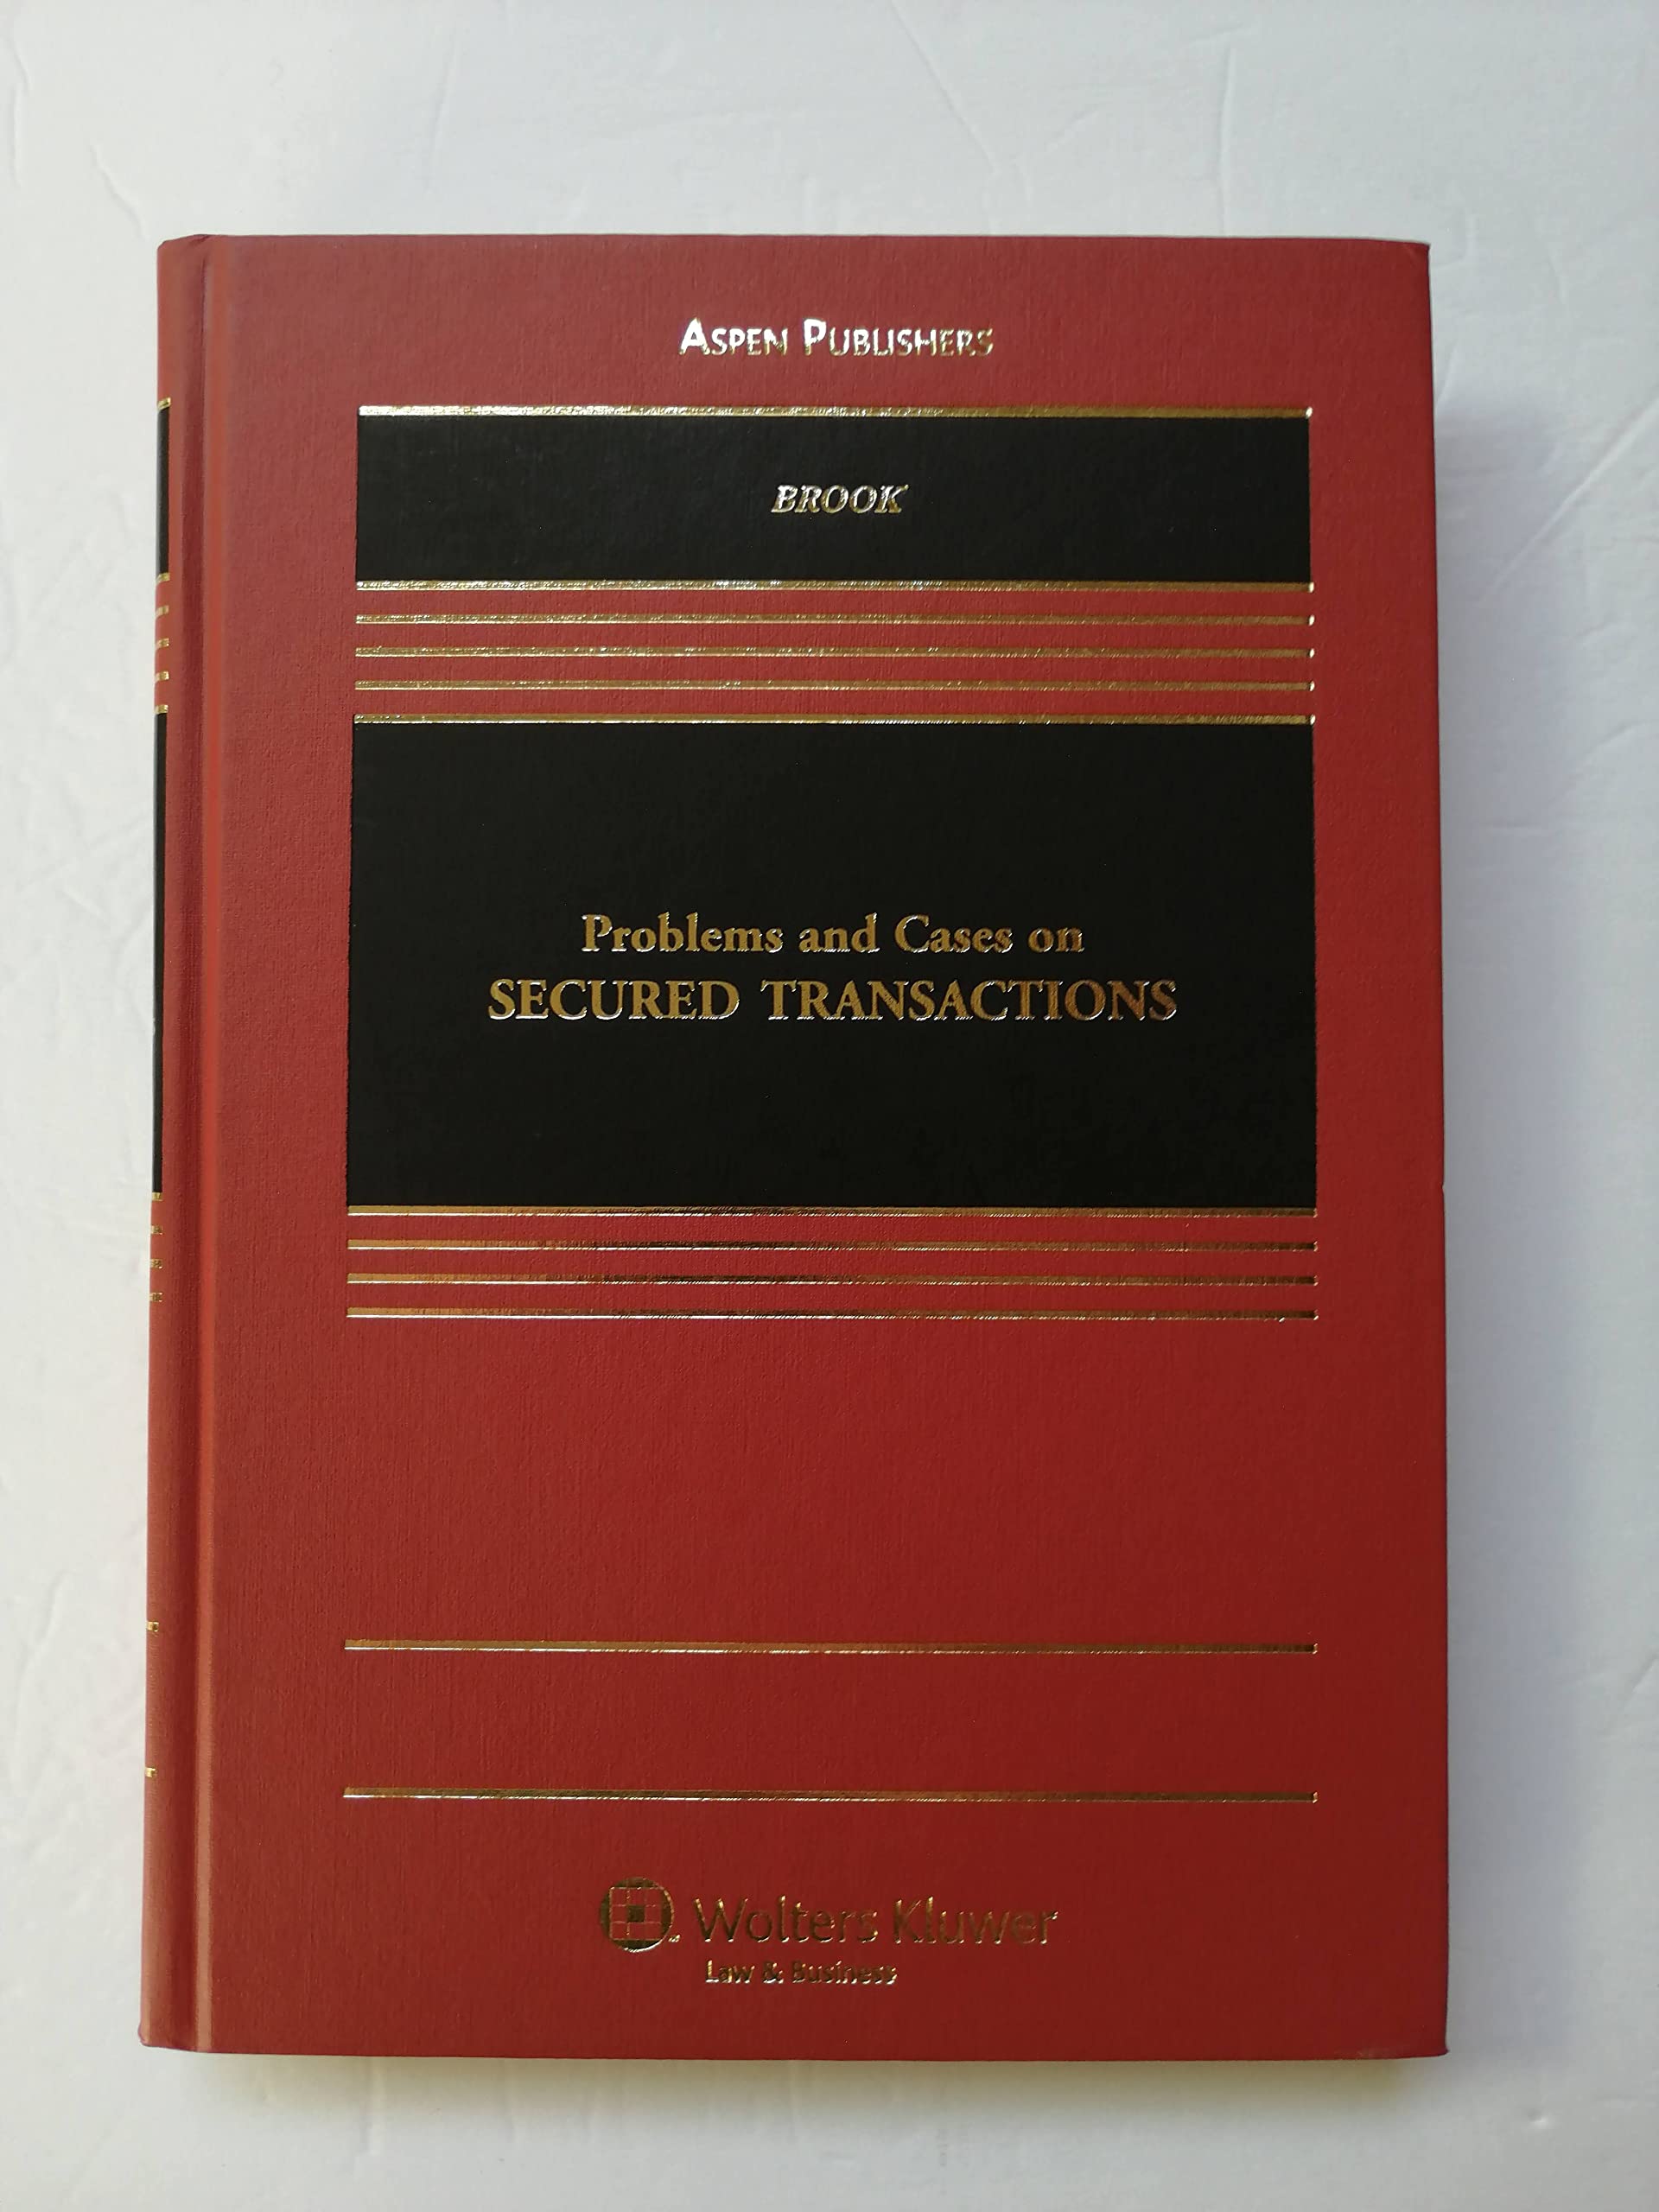 ASPEN PUBLISHERS
BROOK
Problems and Cases on
SECURED TRANSACTIONS
Wolters Kluwer
Law & Business